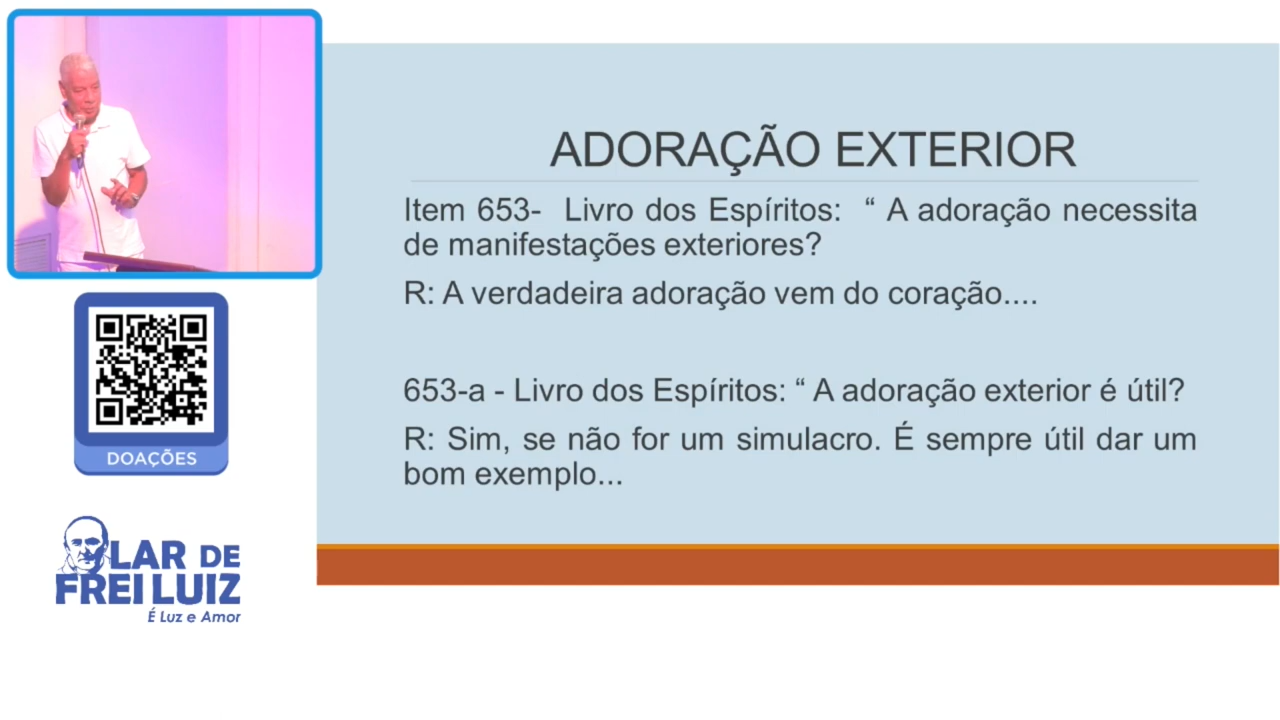 ADORAÇÃO EXTERIOR
Item 653- Livro dos Espíritos: “ A adoração necessita
de manifestações exteriores?
R: A verdadeira adoração vem do coração....
653-a - Livro dos Espíritos: “ A adoração exterior é útil?
R: Sim, se não for um simulacro. É sempre útil dar um
bom exemplo...
DOAÇÕES
LAR DE
FREI LUIZ
É Luz e Amor